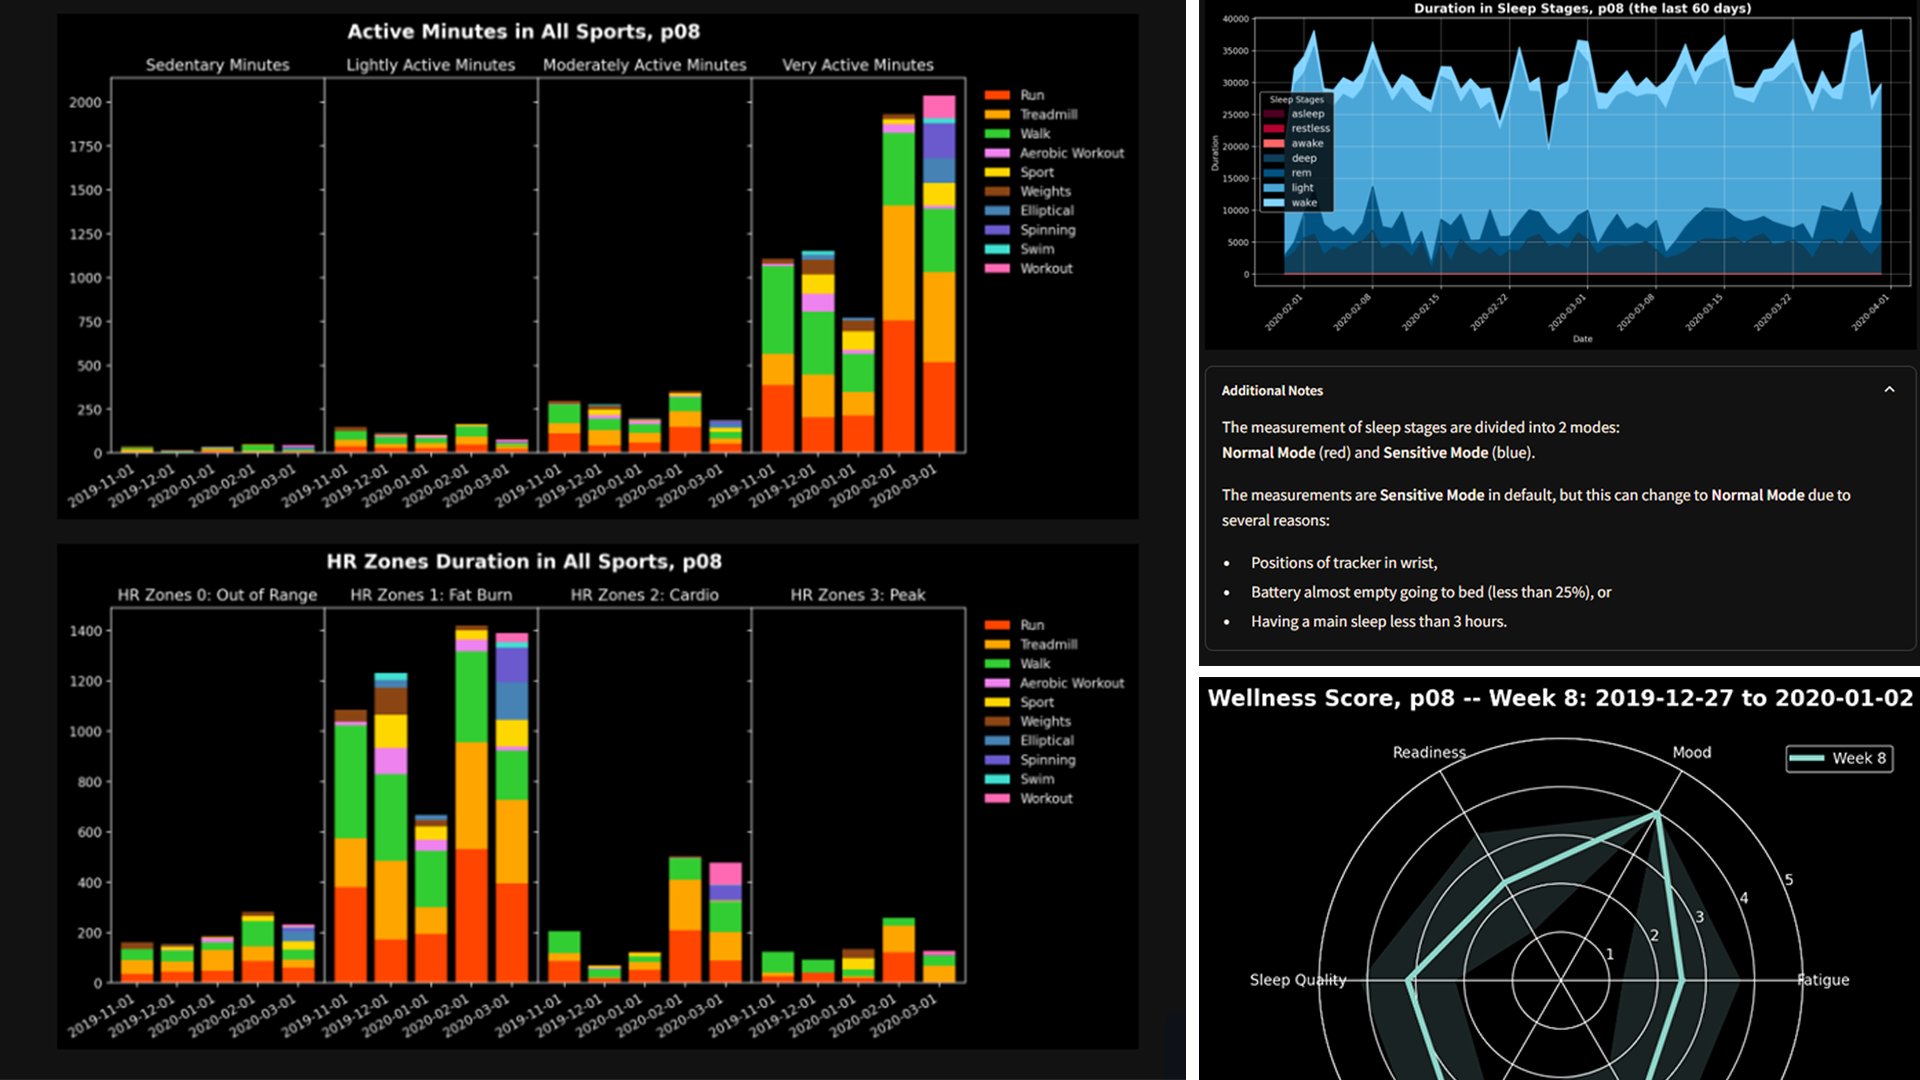 Active Minutes in All Sports, p08
Sedentary Minutes
Lightly Active Minutes
Moderately Active Minutes
Very Active Minutes
2000
1750
1500
1250
1000
750
500
250
0
2019-11-01
2019-12-01
2020-01-01
2020-02-01
2020-03-01
2019-11-01
2019-12-01
2020-01-01
2020-02-01
2020-03-01
2019-11-01
2019-12-01
2020-01-01
2020-02-01
2020-03-01
2019-11-01
2019-12-01
2020-01-01
2020-02-01
2020-03-01
Run
Treadmill
Walk
Aerobic Workout
Sport
Weights
Elliptical
Spinning
Swim
Workout
HR Zones Duration in All Sports, p08
HR Zones 0: Out of Range
HR Zones 1: Fat Burn
HR Zones 2: Cardio
HR Zones 3: Peak
1400
1200
1000
800
600
400
200
0
2019-11-01
2019-12-01
2020-01-01
2020-02-01
2020-03-01
2019-11-01
2019-12-01
2020-01-01
2020-02-01
2020-03-01
2019-11-01
2019-12-01
2020-01-01
2020-02-01
2020-03-01
2019-11-01
2019-12-01
2020-01-01
2020-02-01
2020-03-01
Run
Treadmill
Walk
Aerobic Workout
Sport
Weights
Elliptical
Spinning
Swim
Workout
Duration in Sleep Stages, p08 (the last 60 days)
40000
35000
30000
25000
20000
15000
10000
5000
0
Duration
Sleep Stages
asleep
restless
awake
deep
rem
light
wake
2020-02-01
2020-02-08
2020-02-15
2020-02-22
2020-03-01
2020-03-08
2020-03-15
2020-03-22
2020-04-01
Date
Additional Notes
The measurement of sleep stages are divided into 2 modes:
Normal Mode (red) and Sensitive Mode (blue).
The measurements are Sensitive Mode in default, but this can change to Normal Mode due to
several reasons:
• Positions of tracker in wrist,
• Battery almost empty going to bed (less than 25%), or
• Having a main sleep less than 3 hours.
Wellness Score, p08 -- Week 8: 2019-12-27 to 2020-01-02
Readiness
Mood
Week 8
5
4
3
2
1
Sleep Quality
Fatigue